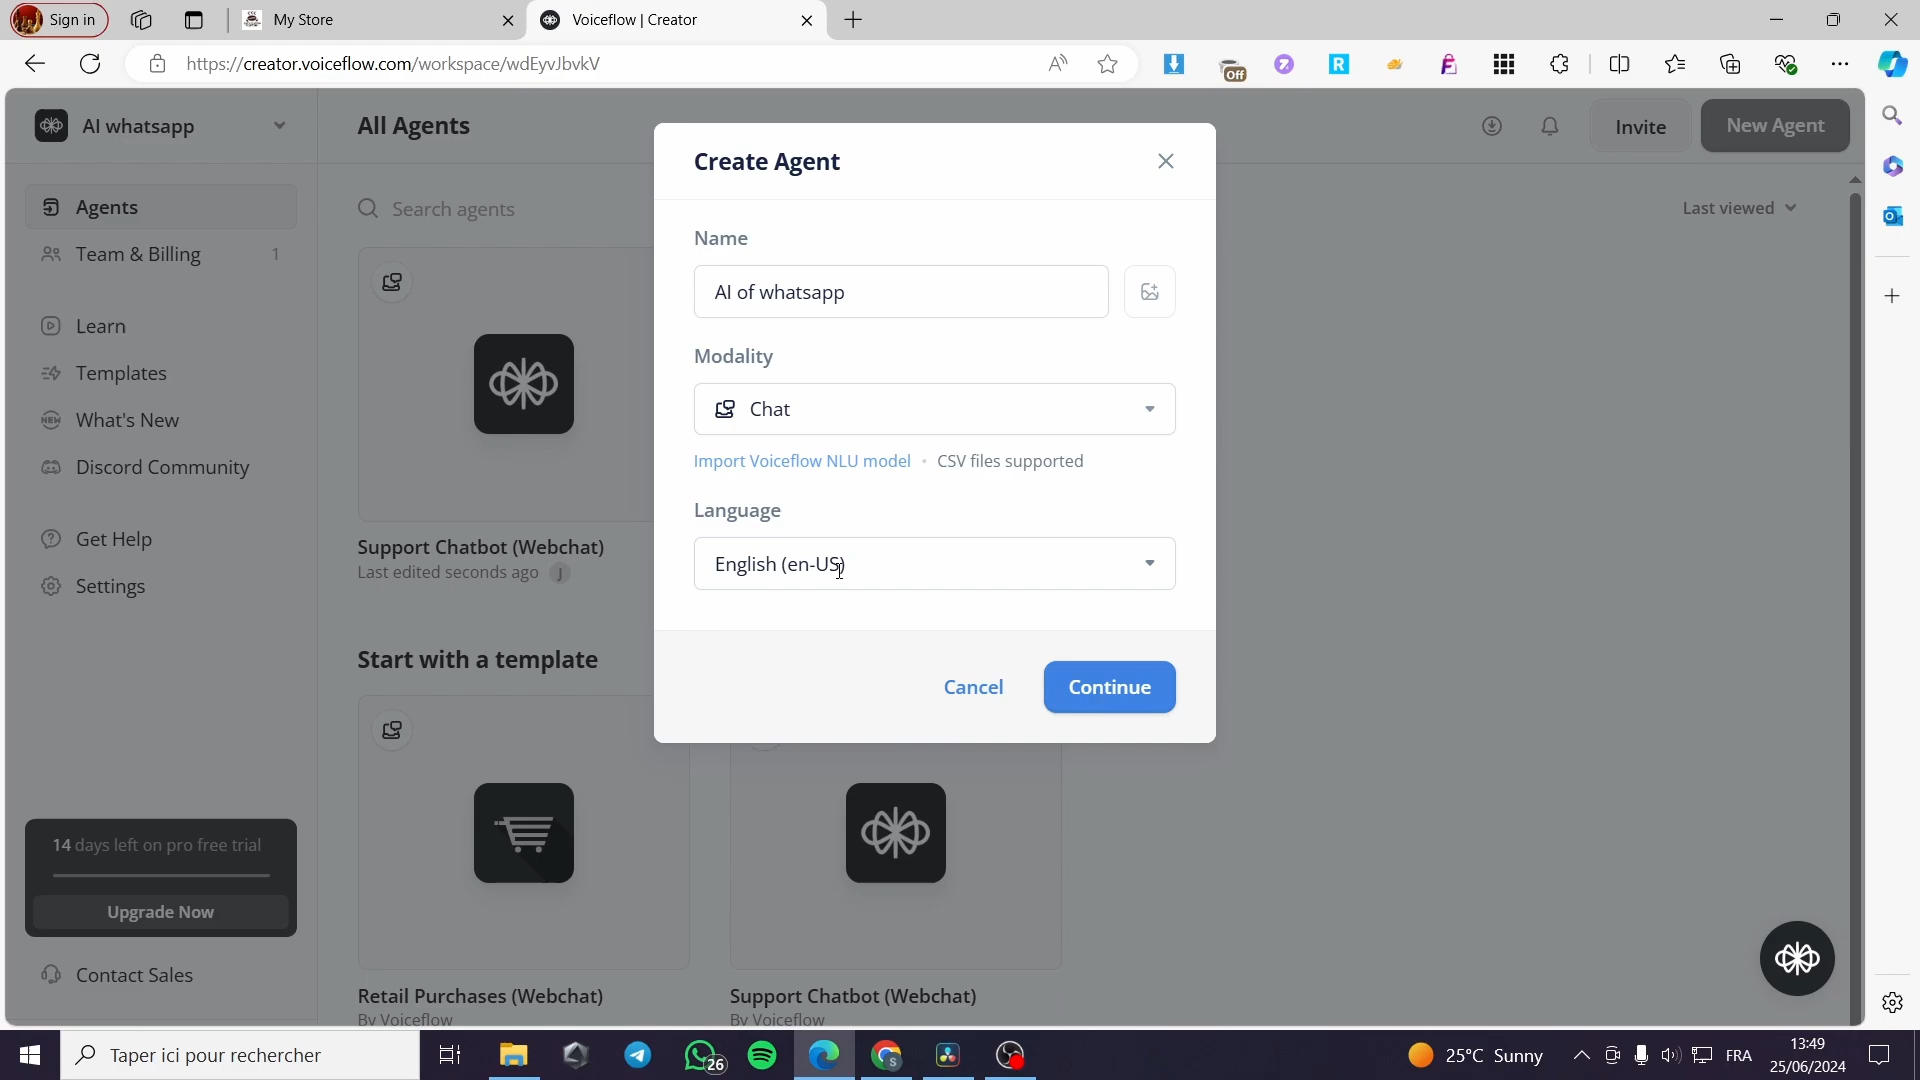 Sign in
My Store
Voiceflow | Creator
https://creator.voiceflow.com/workspace/wdEyvJbvkV
Off
AI whatsapp
All Agents
Invite
New Agent
Agents
Team & Billing 1
Learn
Templates
What's New
Discord Community
Get Help
Settings
14 days left on pro free trial
Upgrade Now
Contact Sales
Search agents
Last viewed
Support Chatbot (Webchat)
Last edited seconds ago J
Start with a template
Retail Purchases (Webchat)
By Voiceflow
Support Chatbot (Webchat)
By Voiceflow
Create Agent
Name
AI of whatsapp
Modality
Chat
Import Voiceflow NLU model • CSV files supported
Language
English (en-US)
Cancel
Continue
Taper ici pour rechercher
26
25°C Sunny
FRA
13:49
25/06/2024